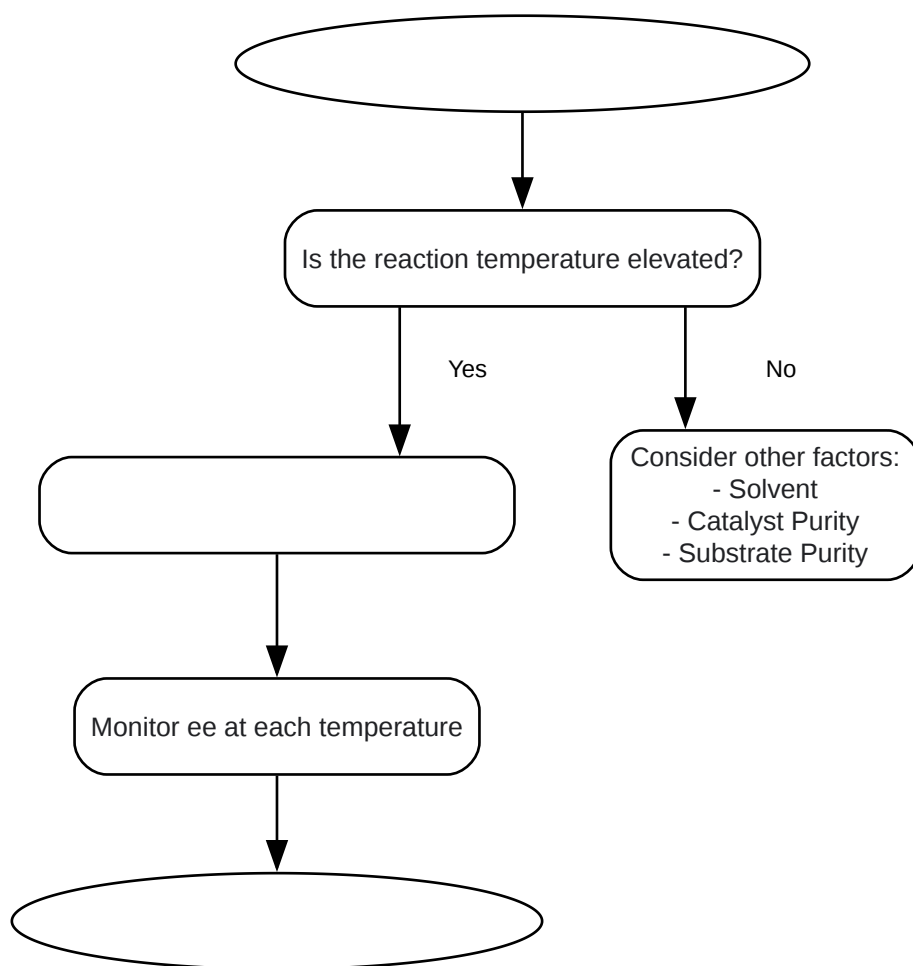 Is the reaction temperature elevated?
Yes
No
Consider other factors:
- Solvent
- Catalyst Purity
- Substrate Purity
Monitor ee at each temperature